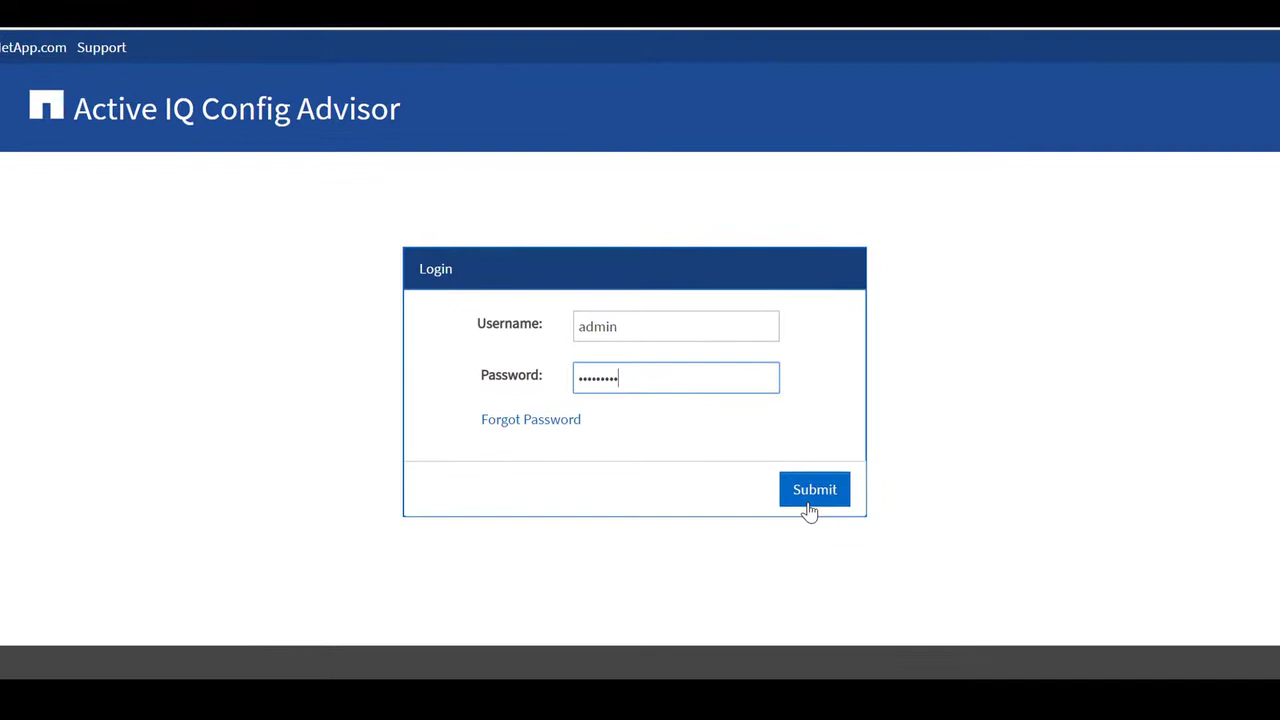 etApp.com Support
Active IQ Config Advisor
Login
Username: admin
Password: •••••••••
Forgot Password
Submit